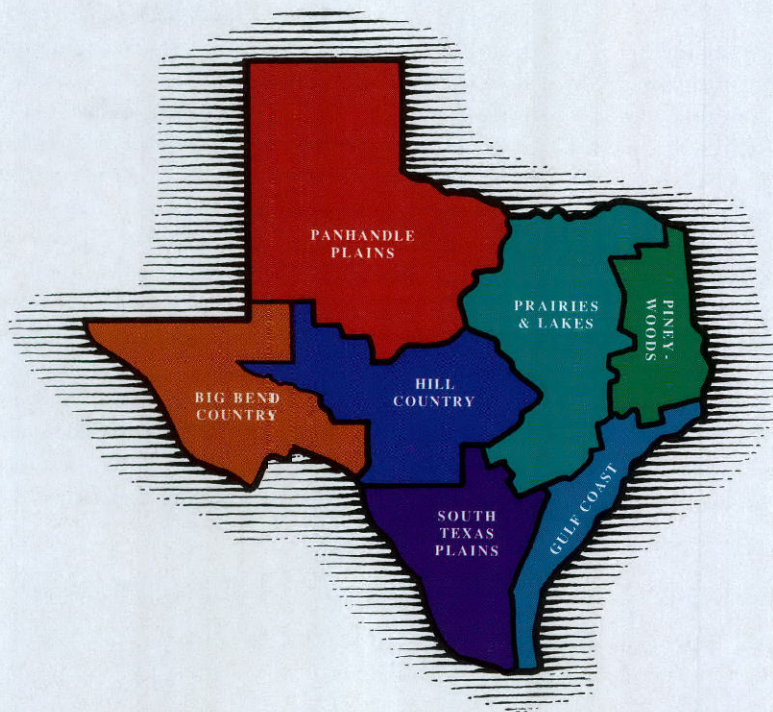 PANHANDLE
PLAINS
PRAIRIES
& LAKES
PINEY-
WOODS
BIG BEND
COUNTRY
HILL
COUNTRY
GULF COAST
SOUTH
TEXAS
PLAINS